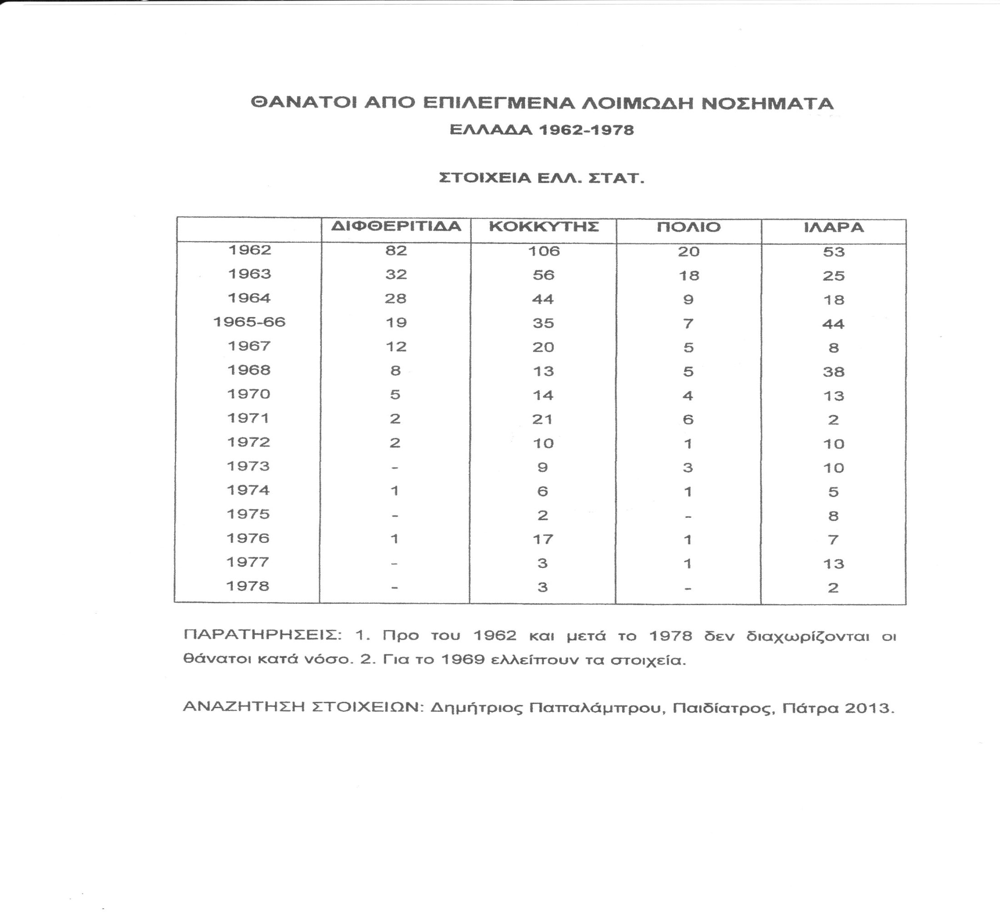 ΘΑΝΑΤΟΙ ΑΠΟ ΕΠΙΛΕΓΜΕΝΑ ΛΟΙΜΩΔΗ ΝΟΣΗΜΑΤΑ
ΕΛΛΑΔΑ 1962-1978
ΣΤΟΙΧΕΙΑ ΕΛΛ. ΣΤΑΤ.
ΔΙΦΘΕΡΙΤΙΔΑ ΚΟΚΚΥΤΗΣ ΠΟΛΙΟ ΙΛΑΡΑ
1962 82 106 20 53
1963 32 56 18 25
1964 28 44 9 18
1965-66 19 35 7 44
1967 12 20 5 8
1968 8 13 5 38
1970 5 14 4 13
1971 2 21 6 2
1972 2 10 1 10
1973 - 9 3 10
1974 1 6 1 5
1975 - 2 - 8
1976 1 17 1 7
1977 - 3 1 13
1978 - 3 - 2
ΠΑΡΑΤΗΡΗΣΕΙΣ: 1. Προ του 1962 και μετά το 1978 δεν διαχωρίζονται οι
θάνατοι κατά νόσο. 2. Για το 1969 ελλείπουν τα στοιχεία.
ΑΝΑΖΗΤΗΣΗ ΣΤΟΙΧΕΙΩΝ: Δημήτριος Παπαλάμπρου, Παιδίατρος, Πάτρα 2013.